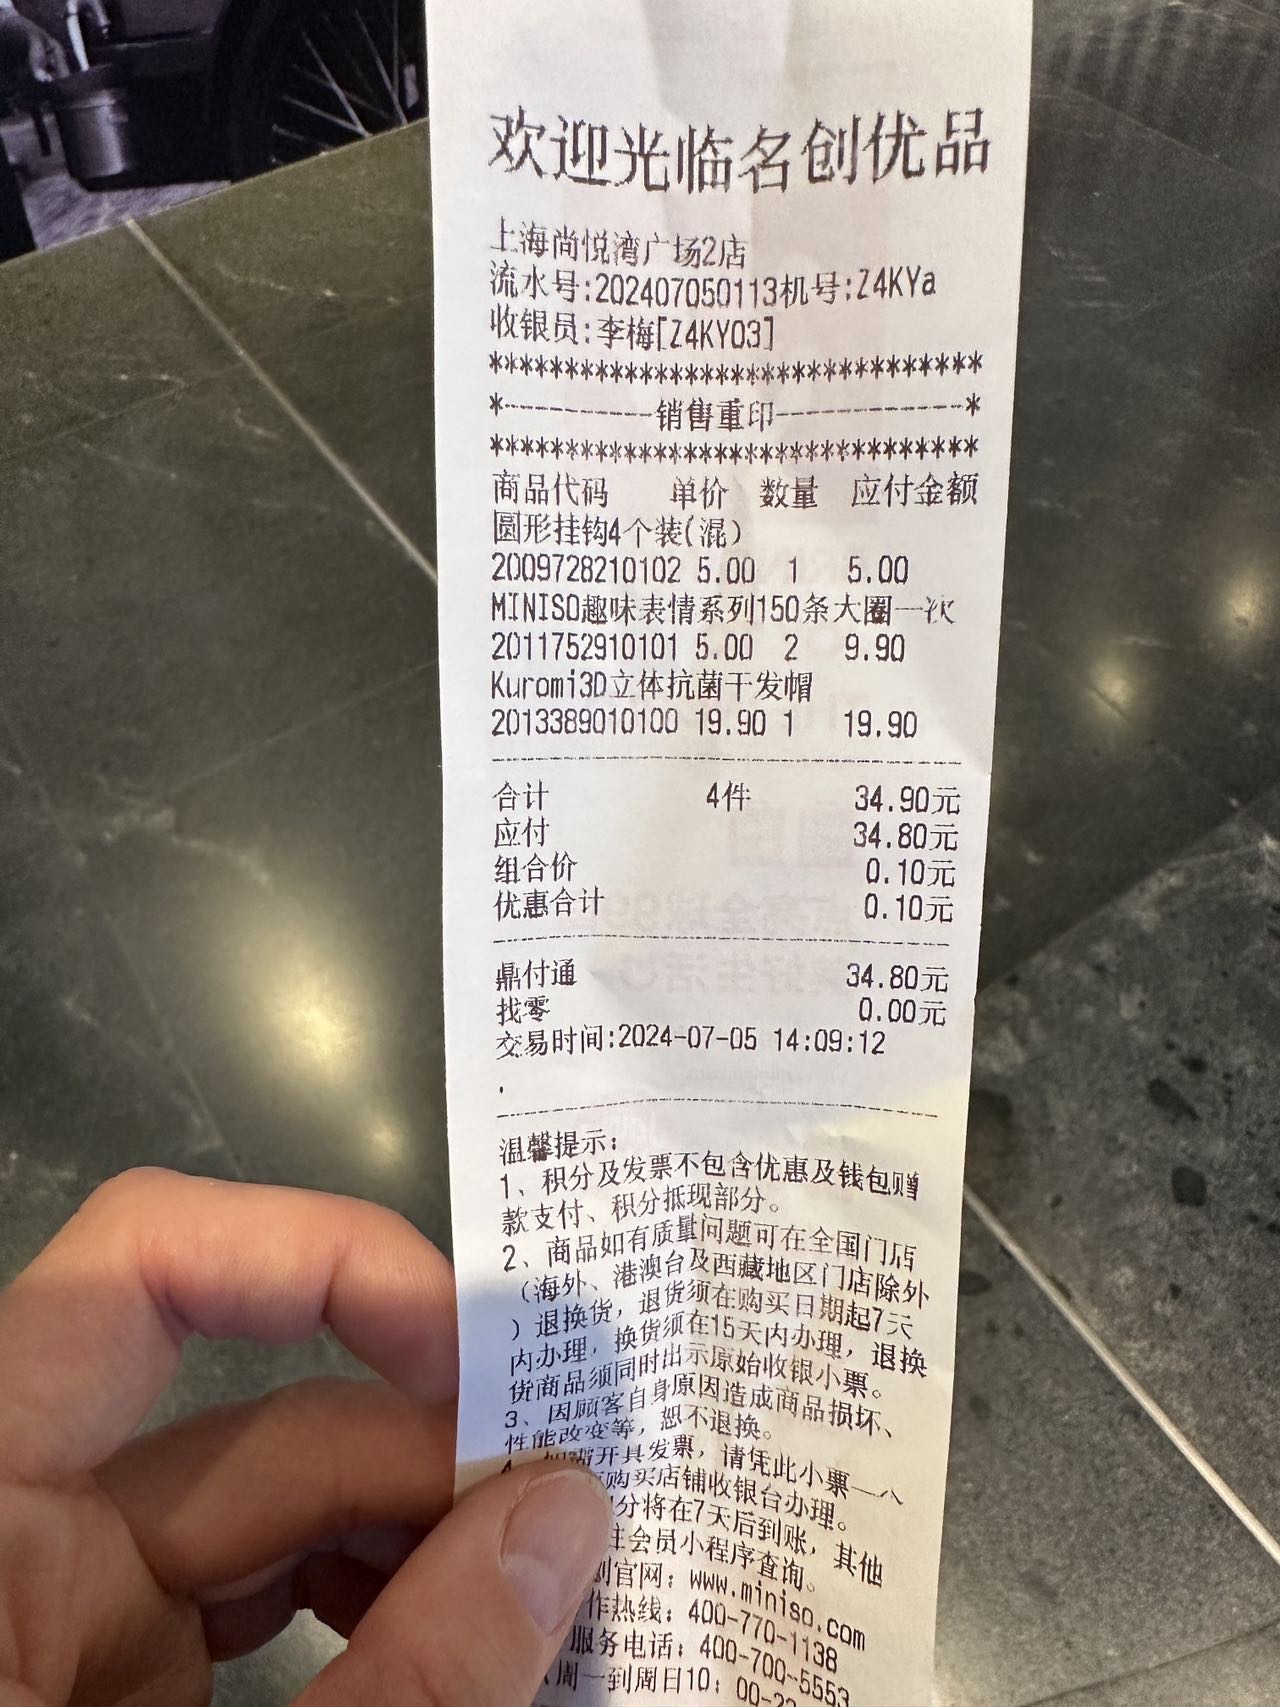 欢迎光临名创优品
上海尚悦湾广场2店
流水号:202407050113机号:Z4KYa
收银员:李梅[Z4KY03]
*********************************
*----------销售重印-------------*
*********************************
商品代码 单价 数量 应付金额
圆形挂钩4个装(混)
2009728210102 5.00 1 5.00
MINISO趣味表情系列150条大圈一次
2011752910101 5.00 2 9.90
Kuromi3D立体抗菌干发帽
2013389010100 19.90 1 19.90
合计 4件 34.90元
应付 34.80元
组合价 0.10元
优惠合计 0.10元
鼎付通 34.80元
找零 0.00元
交易时间:2024-07-05 14:09:12
.
温馨提示:
1、积分及发票不包含优惠及钱包赠
款支付、积分抵现部分。
2、商品如有质量问题可在全国门店
(海外、港澳台及西藏地区门店除外
)退换货，退货须在购买日期起7天
内办理，换货须在15天内办理，退换
货商品须同时出示原始收银小票。
3、因顾客自身原因造成商品损坏、
性能改变等，恕不退换。
4、如需开具发票，请凭此小票
购买店铺收银台办理。
分将在7天后到账，其他
会员小程序查询。
官网：www.miniso.com
作热线：400-770-1138
服务电话：400-700-5553
(周一到周日10：00-22